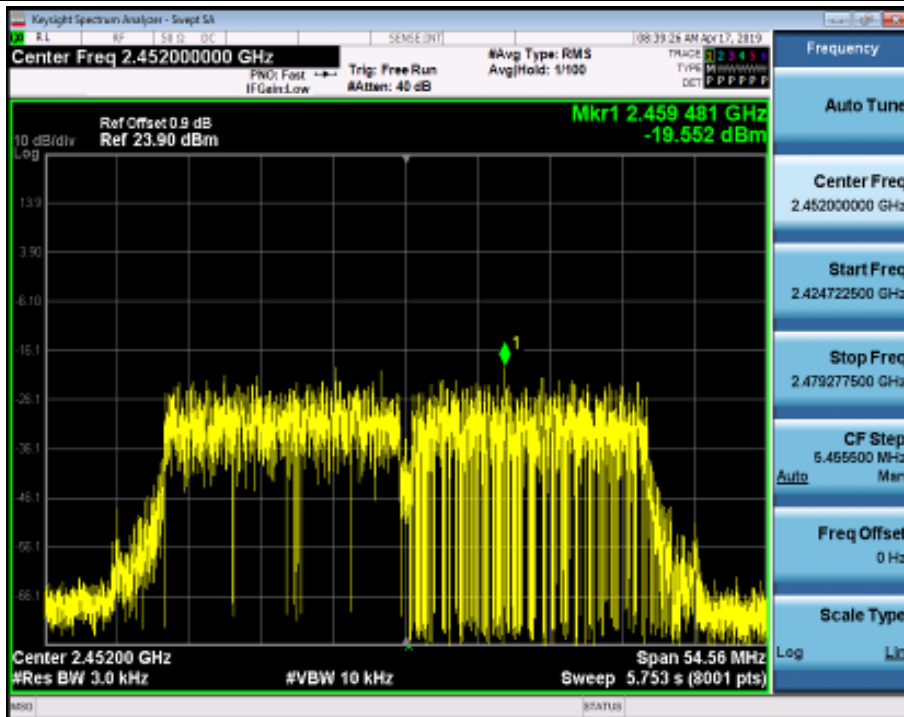 Keysight Spectrum Analyzer - Swept SA
RL RF 50 Ω DC SENSE:INT 08:39:26 AM Apr 17, 2019
Center Freq 2.452000000 GHz
PNO: Fast
IFGain:Low
Trig: Free Run
#Atten: 40 dB
#Avg Type: RMS
Avg|Hold: 1/100
TRACE 1 2 3 4 5 6
TYPE M W W W W W
DET P P P P P P
Ref Offset 0.9 dB
Ref 23.90 dBm
10 dB/div
Log
Mkr1 2.459 481 GHz
-19.552 dBm
13.9
3.90
-6.10
-16.1
-26.1
-36.1
-46.1
-56.1
-66.1
1
Center 2.45200 GHz
Span 54.56 MHz
#Res BW 3.0 kHz
#VBW 10 kHz
Sweep 5.753 s (8001 pts)
MSG
STATUS
Frequency
Auto Tune
Center Freq
2.452000000 GHz
Start Freq
2.424722500 GHz
Stop Freq
2.479277500 GHz
CF Step
5.455500 MHz
Auto Man
Freq Offset
0 Hz
Scale Type
Log Lin